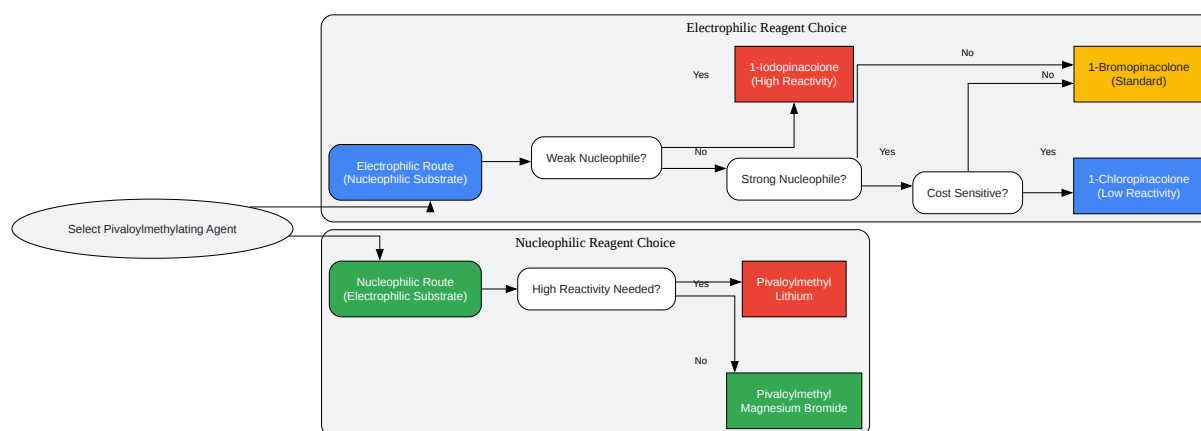 Electrophilic Reagent Choice
Yes
1-Iodopinacolone
(High Reactivity)
No
1-Bromopinacolone
(Standard)
No
Electrophilic Route
(Nucleophilic Substrate)
Weak Nucleophile?
No
Strong Nucleophile?
Yes
Cost Sensitive?
Yes
1-Chloropinacolone
(Low Reactivity)
Select Pivaloylmethylating Agent
Nucleophilic Reagent Choice
Nucleophilic Route
(Electrophilic Substrate)
High Reactivity Needed?
Yes
Pivaloylmethyl
Lithium
No
Pivaloylmethyl
Magnesium Bromide